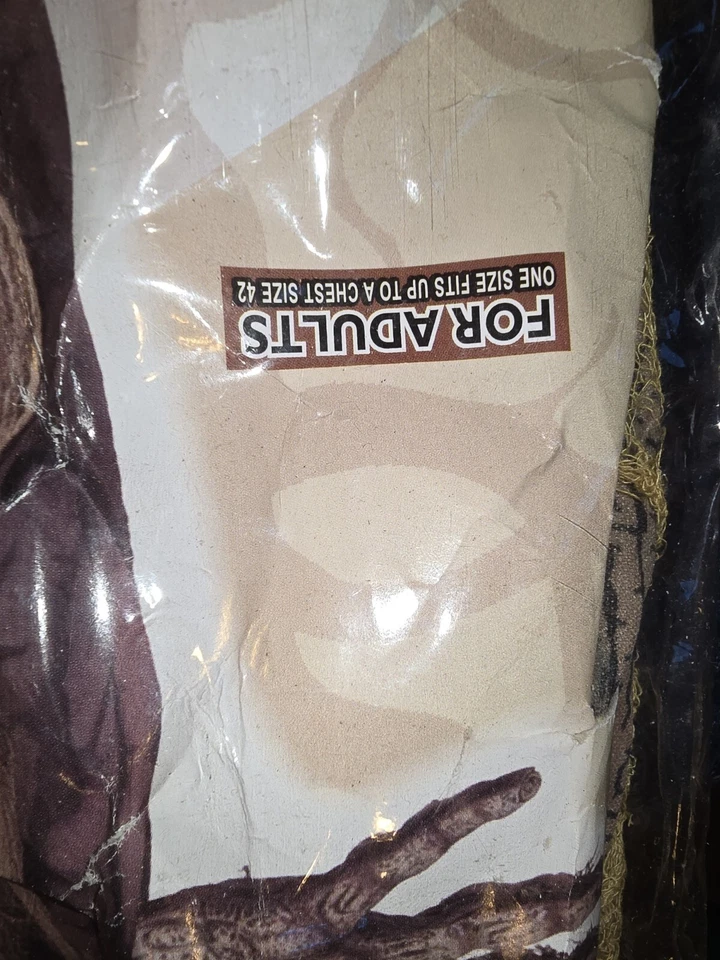 FOR ADULTS
ONE SIZE FITS UP TO A CHEST SIZE 42